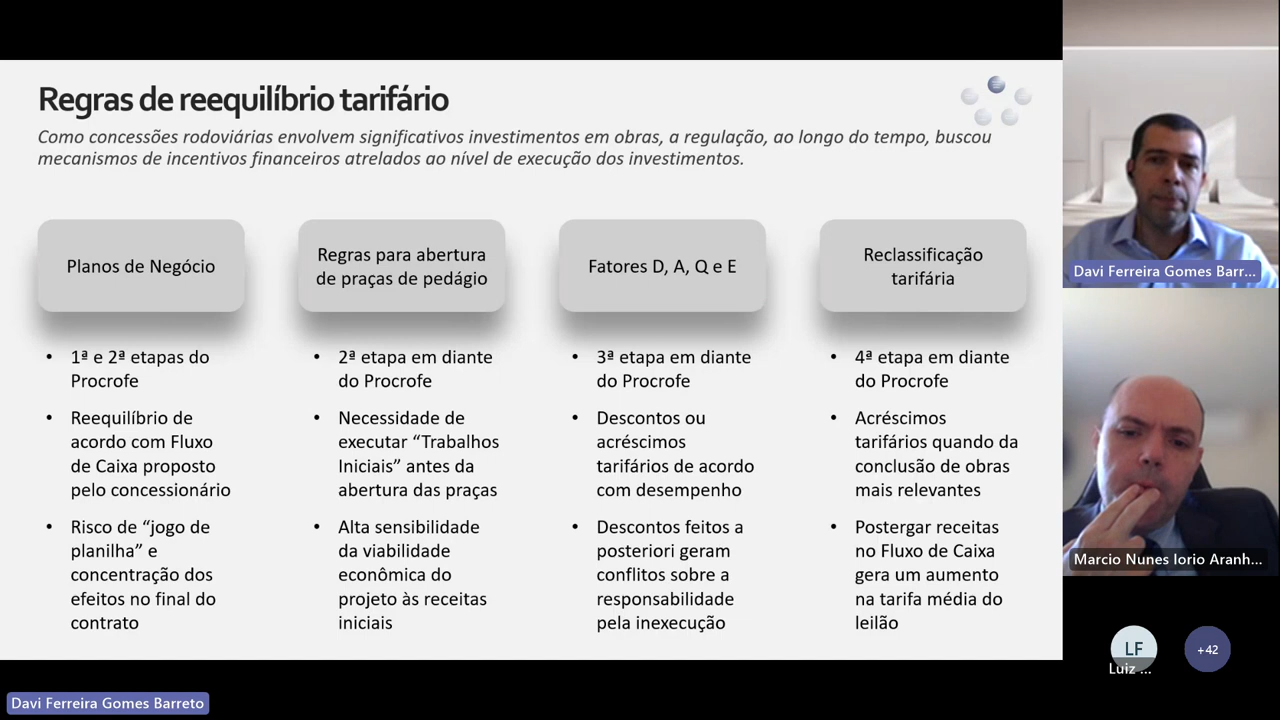 Regras de reequilíbrio tarifário
Como concessões rodoviárias envolvem significativos investimentos em obras, a regulação, ao longo do tempo, buscou
mecanismos de incentivos financeiros atrelados ao nível de execução dos investimentos.
Planos de Negócio
• 1ª e 2ª etapas do
Procrofe
• Reequilíbrio de
acordo com Fluxo
de Caixa proposto
pelo concessionário
• Risco de “jogo de
planilha” e
concentração dos
efeitos no final do
contrato
Regras para abertura
de praças de pedágio
• 2ª etapa em diante
do Procrofe
• Necessidade de
executar “Trabalhos
Iniciais” antes da
abertura das praças
• Alta sensibilidade
da viabilidade
econômica do
projeto às receitas
iniciais
Fatores D, A, Q e E
• 3ª etapa em diante
do Procrofe
• Descontos ou
acréscimos
tarifários de acordo
com desempenho
• Descontos feitos a
posteriori geram
conflitos sobre a
responsabilidade
pela inexecução
Reclassificação
tarifária
• 4ª etapa em diante
do Procrofe
• Acréscimos
tarifários quando da
conclusão de obras
mais relevantes
• Postergar receitas
no Fluxo de Caixa
gera um aumento
na tarifa média do
leilão
Davi Ferreira Gomes Barr...
Marcio Nunes Iorio Aranh...
LF
Luiz ...
+42
Davi Ferreira Gomes Barreto